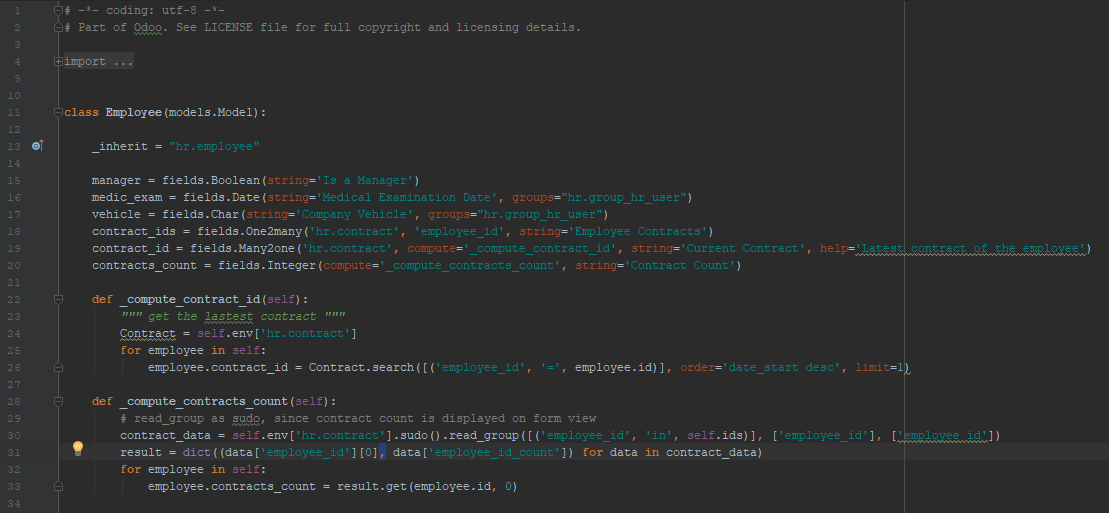 1 # -*- coding: utf-8 -*-
2 # Part of Odoo. See LICENSE file for full copyright and licensing details.
3
4 import ...
9
10
11 class Employee(models.Model):
12
13     _inherit = "hr.employee"
14
15     manager = fields.Boolean(string='Is a Manager')
16     medic_exam = fields.Date(string='Medical Examination Date', groups="hr.group_hr_user")
17     vehicle = fields.Char(string='Company Vehicle', groups="hr.group_hr_user")
18     contract_ids = fields.One2many('hr.contract', 'employee_id', string='Employee Contracts')
19     contract_id = fields.Many2one('hr.contract', compute='_compute_contract_id', string='Current Contract', help='Latest contract of the employee')
20     contracts_count = fields.Integer(compute='_compute_contracts_count', string='Contract Count')
21
22     def _compute_contract_id(self):
23         """ get the lastest contract """
24         Contract = self.env['hr.contract']
25         for employee in self:
26             employee.contract_id = Contract.search([('employee_id', '=', employee.id)], order='date_start desc', limit=1)
27
28     def _compute_contracts_count(self):
29         # read_group as sudo, since contract count is displayed on form view
30         contract_data = self.env['hr.contract'].sudo().read_group([('employee_id', 'in', self.ids)], ['employee_id'], ['employee_id'])
31         result = dict((data['employee_id'][0], data['employee_id_count']) for data in contract_data)
32         for employee in self:
33             employee.contracts_count = result.get(employee.id, 0)
34